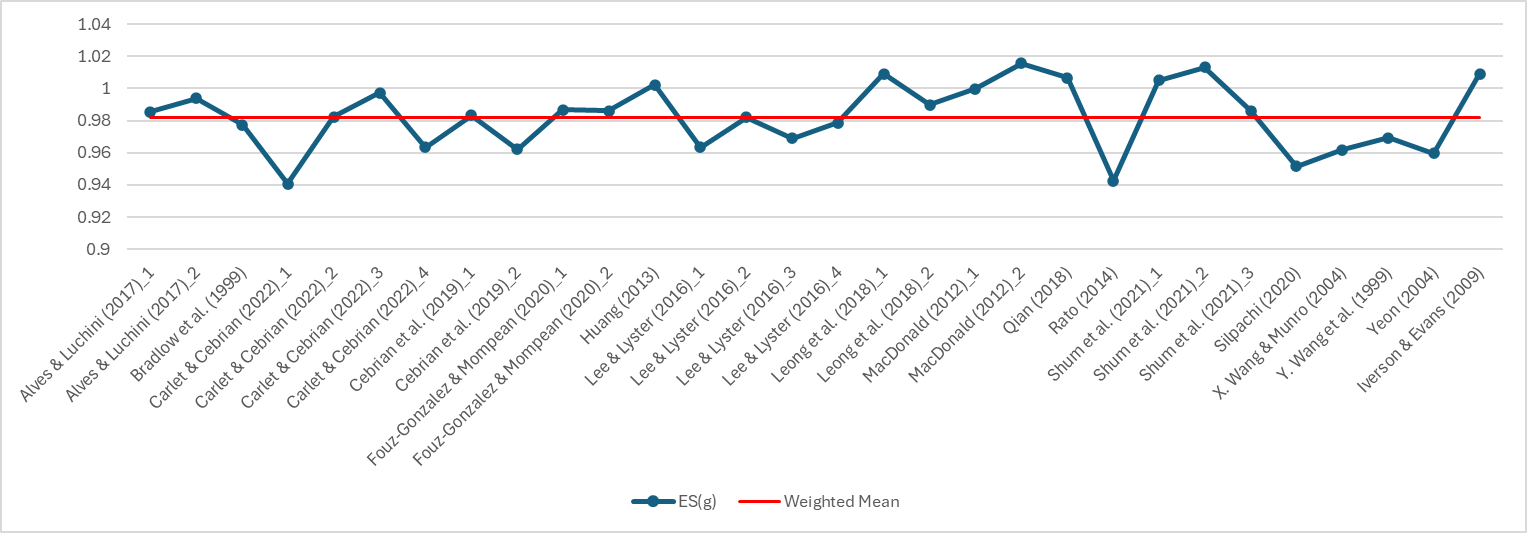 1.04
1.02
1
0.98
0.96
0.94
0.92
0.9
Alves & Luchini (2017)_1
Alves & Luchini (2017)_2
Bradlow et al. (1999)
Carlet & Cebrian (2022)_1
Carlet & Cebrian (2022)_2
Carlet & Cebrian (2022)_3
Carlet & Cebrian (2022)_4
Cebrian et al. (2019)_1
Cebrian et al. (2019)_2
Fouz-Gonzalez & Mompean (2020)_1
Fouz-Gonzalez & Mompean (2020)_2
Huang (2013)
Lee & Lyster (2016)_1
Lee & Lyster (2016)_2
Lee & Lyster (2016)_3
Lee & Lyster (2016)_4
Leong et al. (2018)_1
Leong et al. (2018)_2
MacDonald (2012)_1
MacDonald (2012)_2
Qian (2018)
Rato (2014)
Shum et al. (2021)_1
Shum et al. (2021)_2
Shum et al. (2021)_3
Silpachi (2020)
X. Wang & Munro (2004)
Y. Wang et al. (1999)
Yeon (2004)
Iverson & Evans (2009)
ES(g)
Weighted Mean